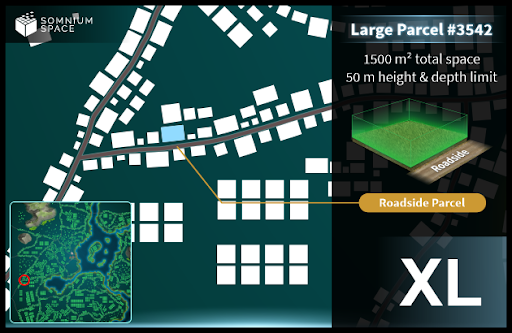 SOMNIUM
SPACE
Large Parcel #3542
1500 m² total space
50 m height & depth limit
Roadside
Roadside Parcel
XL